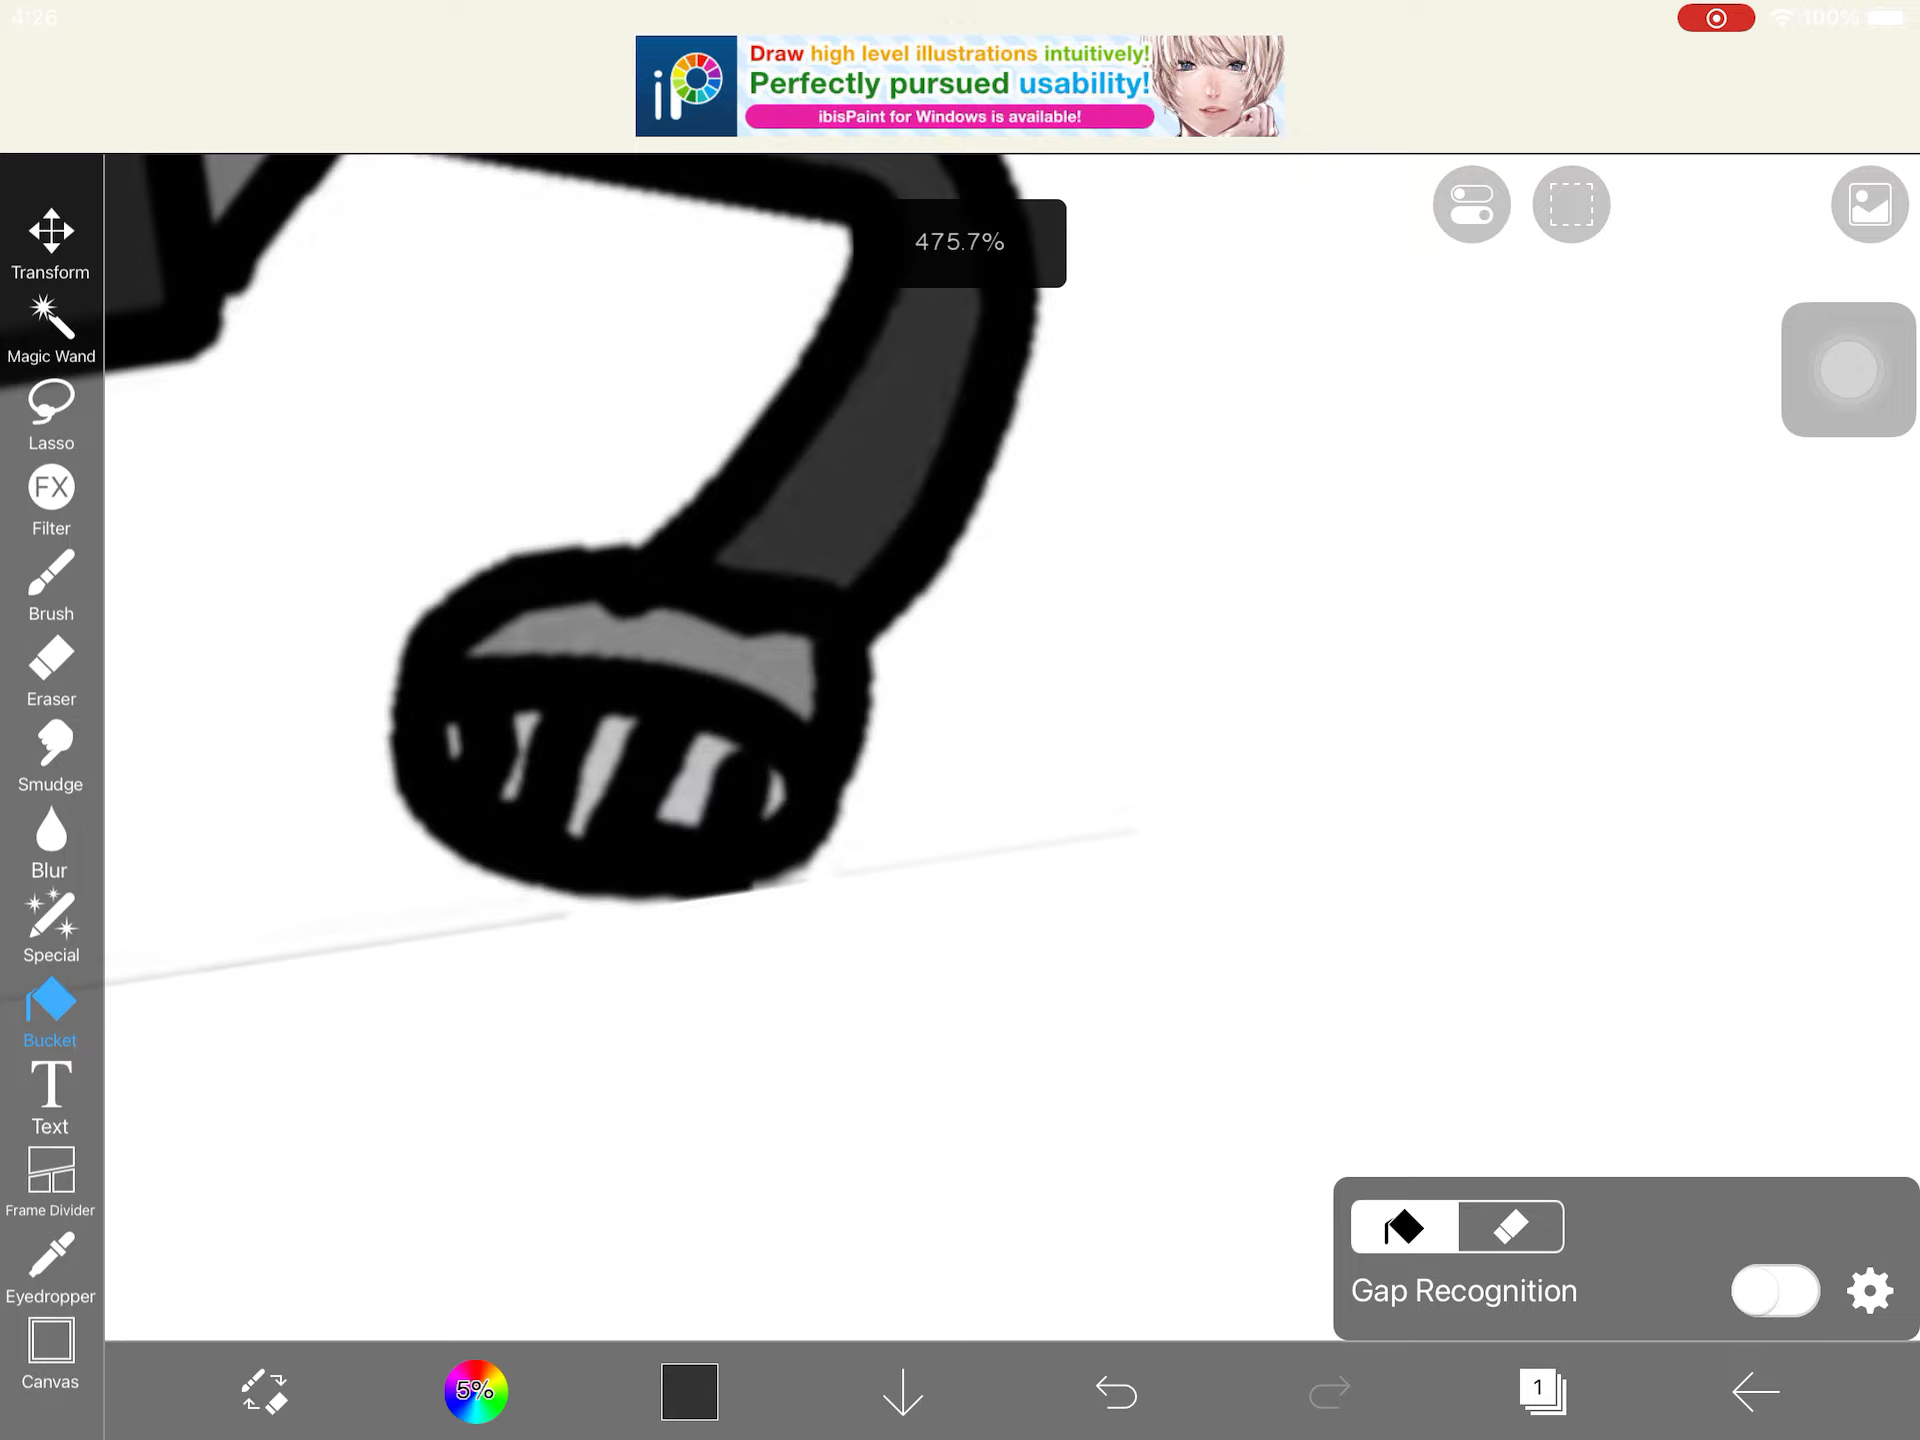 4:26
100%
iP
Draw high level illustrations intuitively!
Perfectly pursued usability!
ibisPaint for Windows is available!
475.7%
Transform
Magic Wand
Lasso
FX
Filter
Brush
Eraser
Smudge
Blur
Special
Bucket
T
Text
Frame Divider
Eyedropper
Canvas
Gap Recognition
5%
1